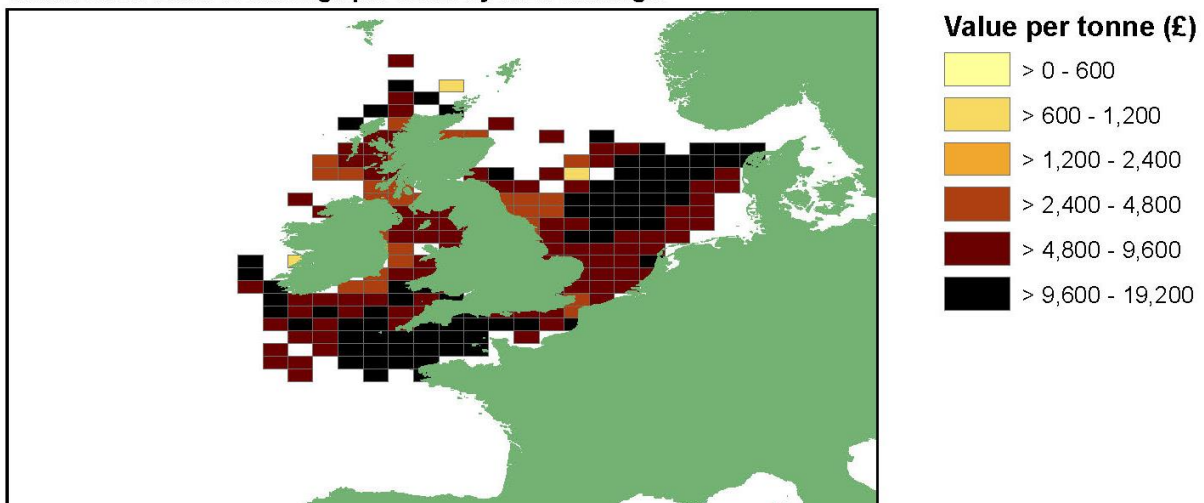 Value per tonne (£)
> 0 - 600
> 600 - 1,200
> 1,200 - 2,400
> 2,400 - 4,800
> 4,800 - 9,600
> 9,600 - 19,200